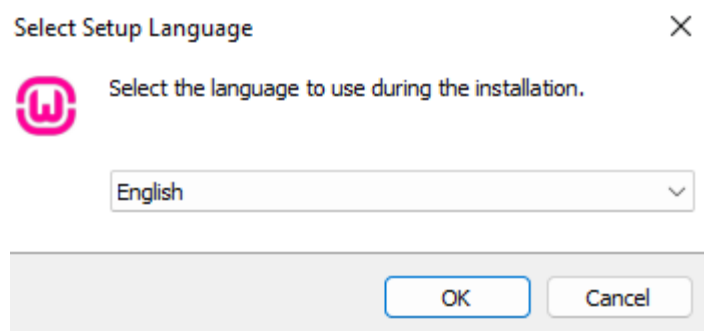 Select Setup Language
Select the language to use during the installation.
English
OK Cancel